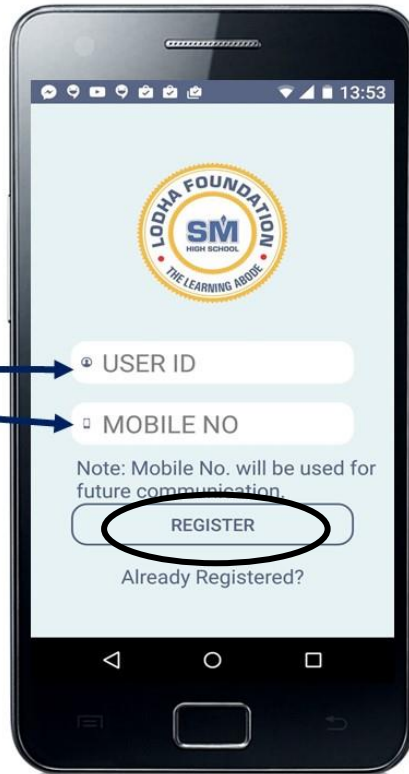 13:53
LODHA FOUNDATION
SM
HIGH SCHOOL
THE LEARNING ABODE
USER ID
MOBILE NO
Note: Mobile No. will be used for
future communication.
REGISTER
Already Registered?